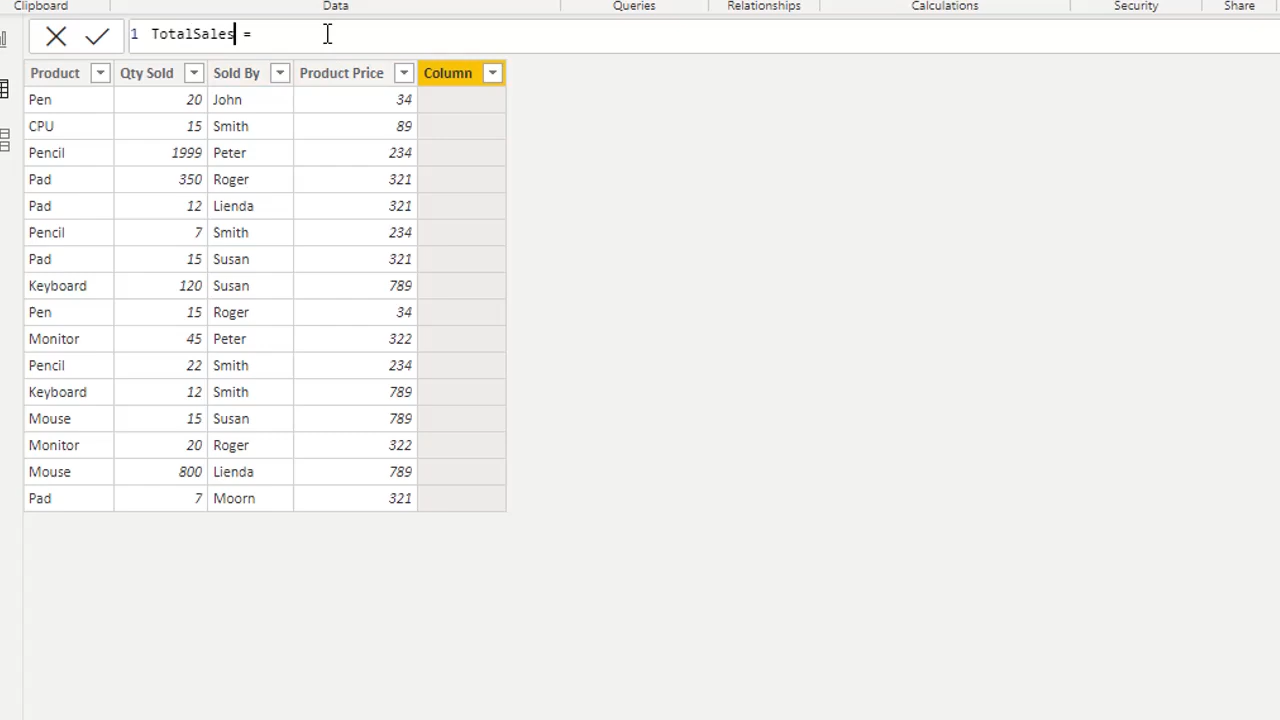 Clipboard Data Queries Relationships Calculations Security Share
1 TotalSales =
Product Qty Sold Sold By Product Price Column
Pen 20 John 34
CPU 15 Smith 89
Pencil 1999 Peter 234
Pad 350 Roger 321
Pad 12 Lienda 321
Pencil 7 Smith 234
Pad 15 Susan 321
Keyboard 120 Susan 789
Pen 15 Roger 34
Monitor 45 Peter 322
Pencil 22 Smith 234
Keyboard 12 Smith 789
Mouse 15 Susan 789
Monitor 20 Roger 322
Mouse 800 Lienda 789
Pad 7 Moorn 321